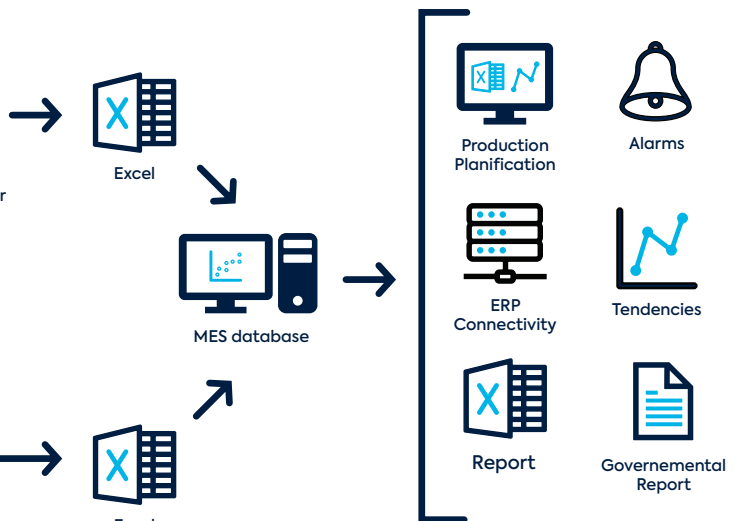 Excel
r
MES database
Production
Planification
Alarms
ERP
Connectivity
Tendencies
Report
Governemental
Report